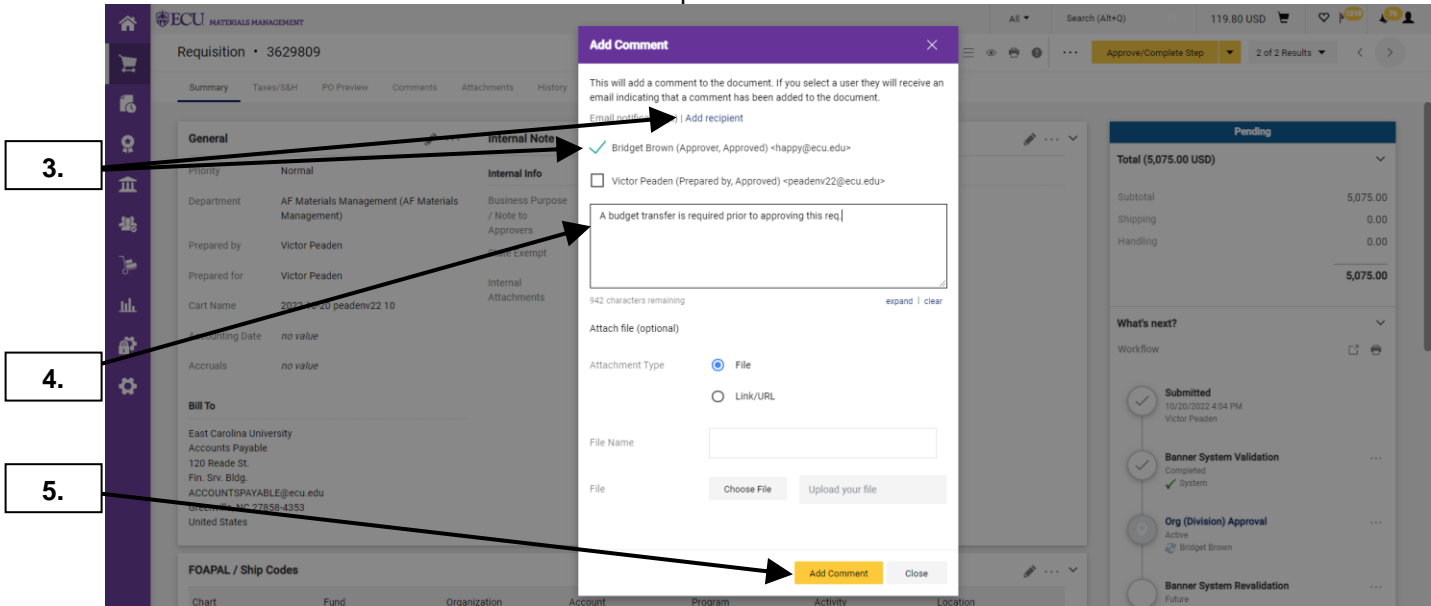 ECU MATERIALS MANAGEMENT
All
Search (Alt+Q)
119.80 USD
Requisition • 3629809
Approve/Complete Step
2 of 2 Results
Summary Taxes/S&H PO Preview Comments Attachments History
Add Comment
This will add a comment to the document. If you select a user they will receive an
email indicating that a comment has been added to the document.
| Add recipient
Bridget Brown (Approver, Approved) <happy@ecu.edu>
Victor Peaden (Prepared by, Approved) <peadenv22@ecu.edu>
A budget transfer is required prior to approving this req.
942 characters remaining
expand | clear
Attach file (optional)
Attachment Type
File
Link/URL
File Name
File
Choose File
Upload your file
Add Comment
Close
3.
4.
5.
General
Priority Normal
Department AF Materials Management (AF Materials
Management)
Prepared by Victor Peaden
Prepared for Victor Peaden
Cart Name 2022-10-20 peadenv22 10
Accounting Date no value
Accruals no value
Bill To
East Carolina University
Accounts Payable
120 Reade St.
Fin. Srv. Bldg.
ACCOUNTSPAYABLE@ecu.edu
Greenville, NC 27858-4353
United States
Internal Note
Internal Info
Business Purpose
/ Note to
Approvers
State Exempt
Internal
Attachments
FOAPAL / Ship Codes
Chart Fund Organization Account Program Activity Location
Pending
Total (5,075.00 USD)
Subtotal 5,075.00
Shipping 0.00
Handling 0.00
5,075.00
What's next?
Workflow
Submitted
10/20/2022 4:04 PM
Victor Peaden
Banner System Validation
Completed
System
Org (Division) Approval
Active
Bridget Brown
Banner System Revalidation
Future